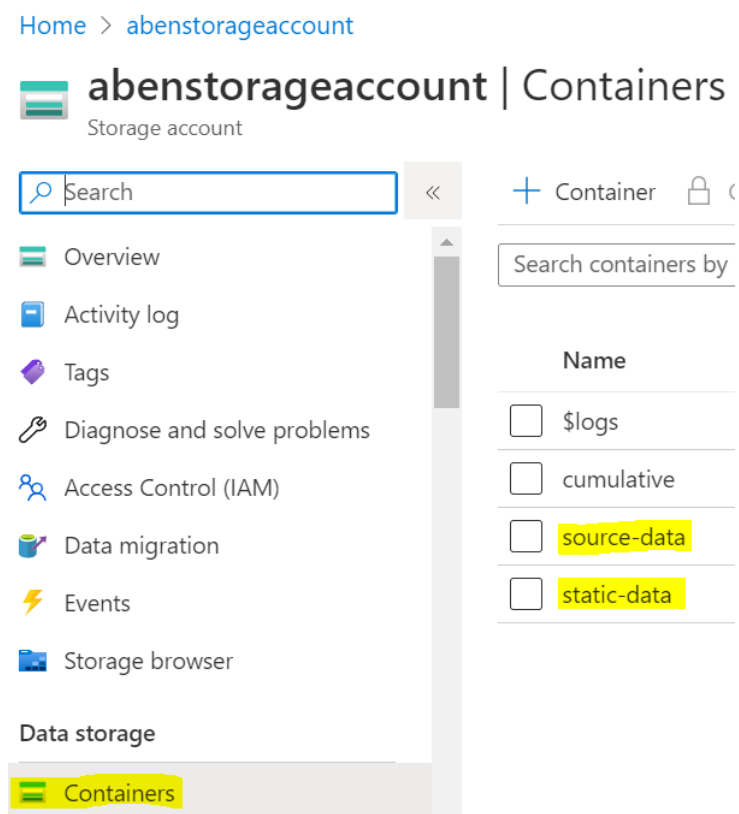 Home > abenstorageaccount
abenstorageaccount | Containers
Storage account
Search
«
Overview
Activity log
Tags
Diagnose and solve problems
Access Control (IAM)
Data migration
Events
Storage browser
Data storage
Containers
+ Container
Search containers by
Name
$logs
cumulative
source-data
static-data